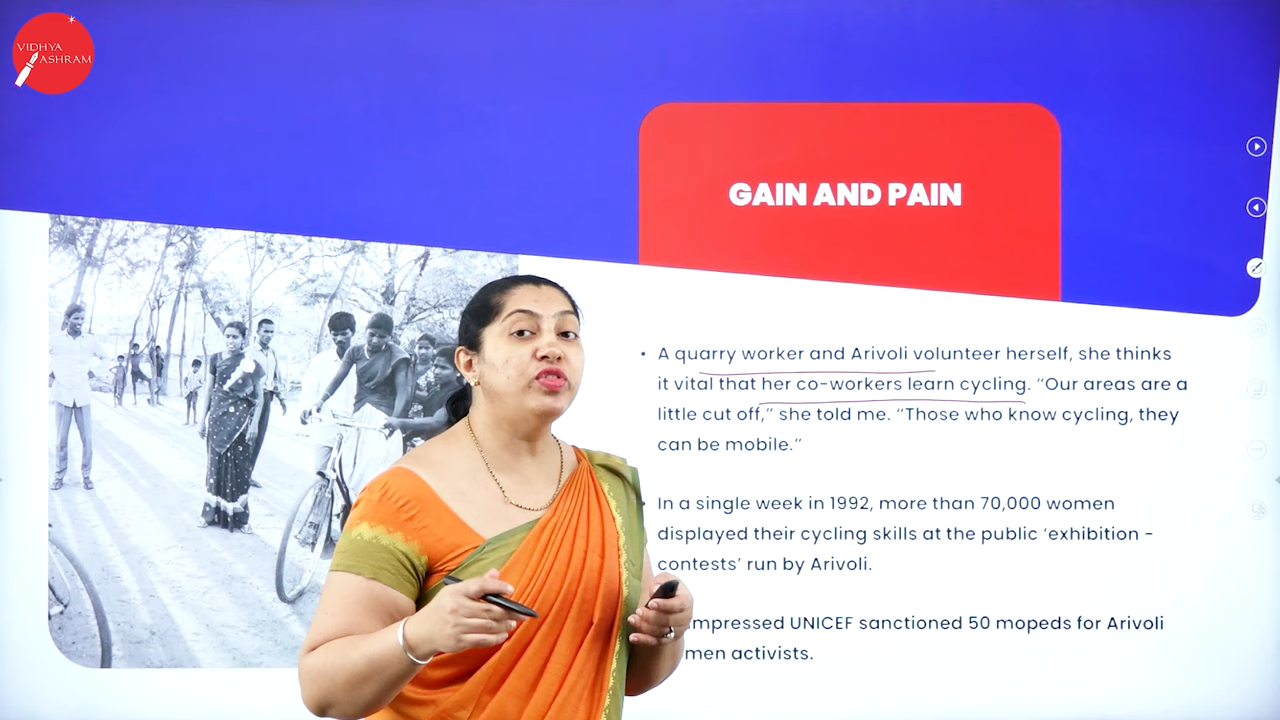 VIDHYA
ASHRAM
GAIN AND PAIN
• A quarry worker and Arivoli volunteer herself, she thinks
it vital that her co-workers learn cycling. “Our areas are a
little cut off,” she told me. “Those who know cycling, they
can be mobile.”
In a single week in 1992, more than 70,000 women
displayed their cycling skills at the public ‘exhibition -
contests’ run by Arivoli.
impressed UNICEF sanctioned 50 mopeds for Arivoli
men activists.